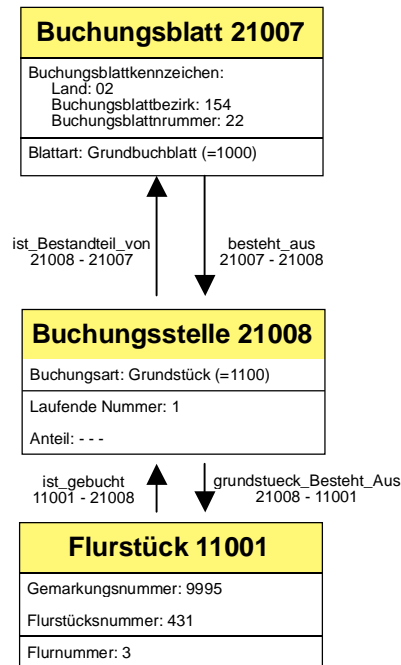 Buchungsblatt 21007
Buchungsblattkennzeichen:
Land: 02
Buchungsblattbezirk: 154
Buchungsblattnrummer: 22
Blattart: Grundbuchblatt (=1000)
ist_Bestandteil_von
21008 - 21007
besteht_aus
21007 - 21008
Buchungsstelle 21008
Buchungsart: Grundstück (=1100)
Laufende Nummer: 1
Anteil: - - -
ist_gebucht
11001 - 21008
grundstueck_Besteht_Aus
21008 - 11001
Flurstück 11001
Gemarkungsnummer: 9995
Flurstücksnummer: 431
Flurnummer: 3